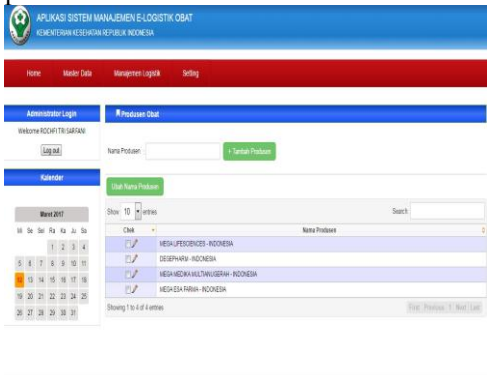 APLIKASI SISTEM MANAJEMEN E-LOGISTIK OBAT
KEMENTERIAN KESEHATAN REPUBLIK INDONESIA
Home Master Data Manajemen Logistik Setting
Administrator Login
Welcome ROCHFI TRI SARFANI
Log out
Kalender
Maret 2017
Mi Se Sel Ra Ka Ju Sa
1 2 3 4
5 6 7 8 9 10 11
12 13 14 15 16 17 18
19 20 21 22 23 24 25
26 27 28 29 30 31
Produsen Obat
Nama Produsen : + Tambah Produsen
Ubah Nama Produsen
Show 10 entries Search:
Chek Nama Produsen
MEGA LIFESCIENCES - INDONESIA
DEGEPHARM - INDONESIA
MEGA MEDIKA MULTIANUGERAH - INDONESIA
MEGA ESA FARMA - INDONESIA
Showing 1 to 4 of 4 entries
First Previous 1 Next Last